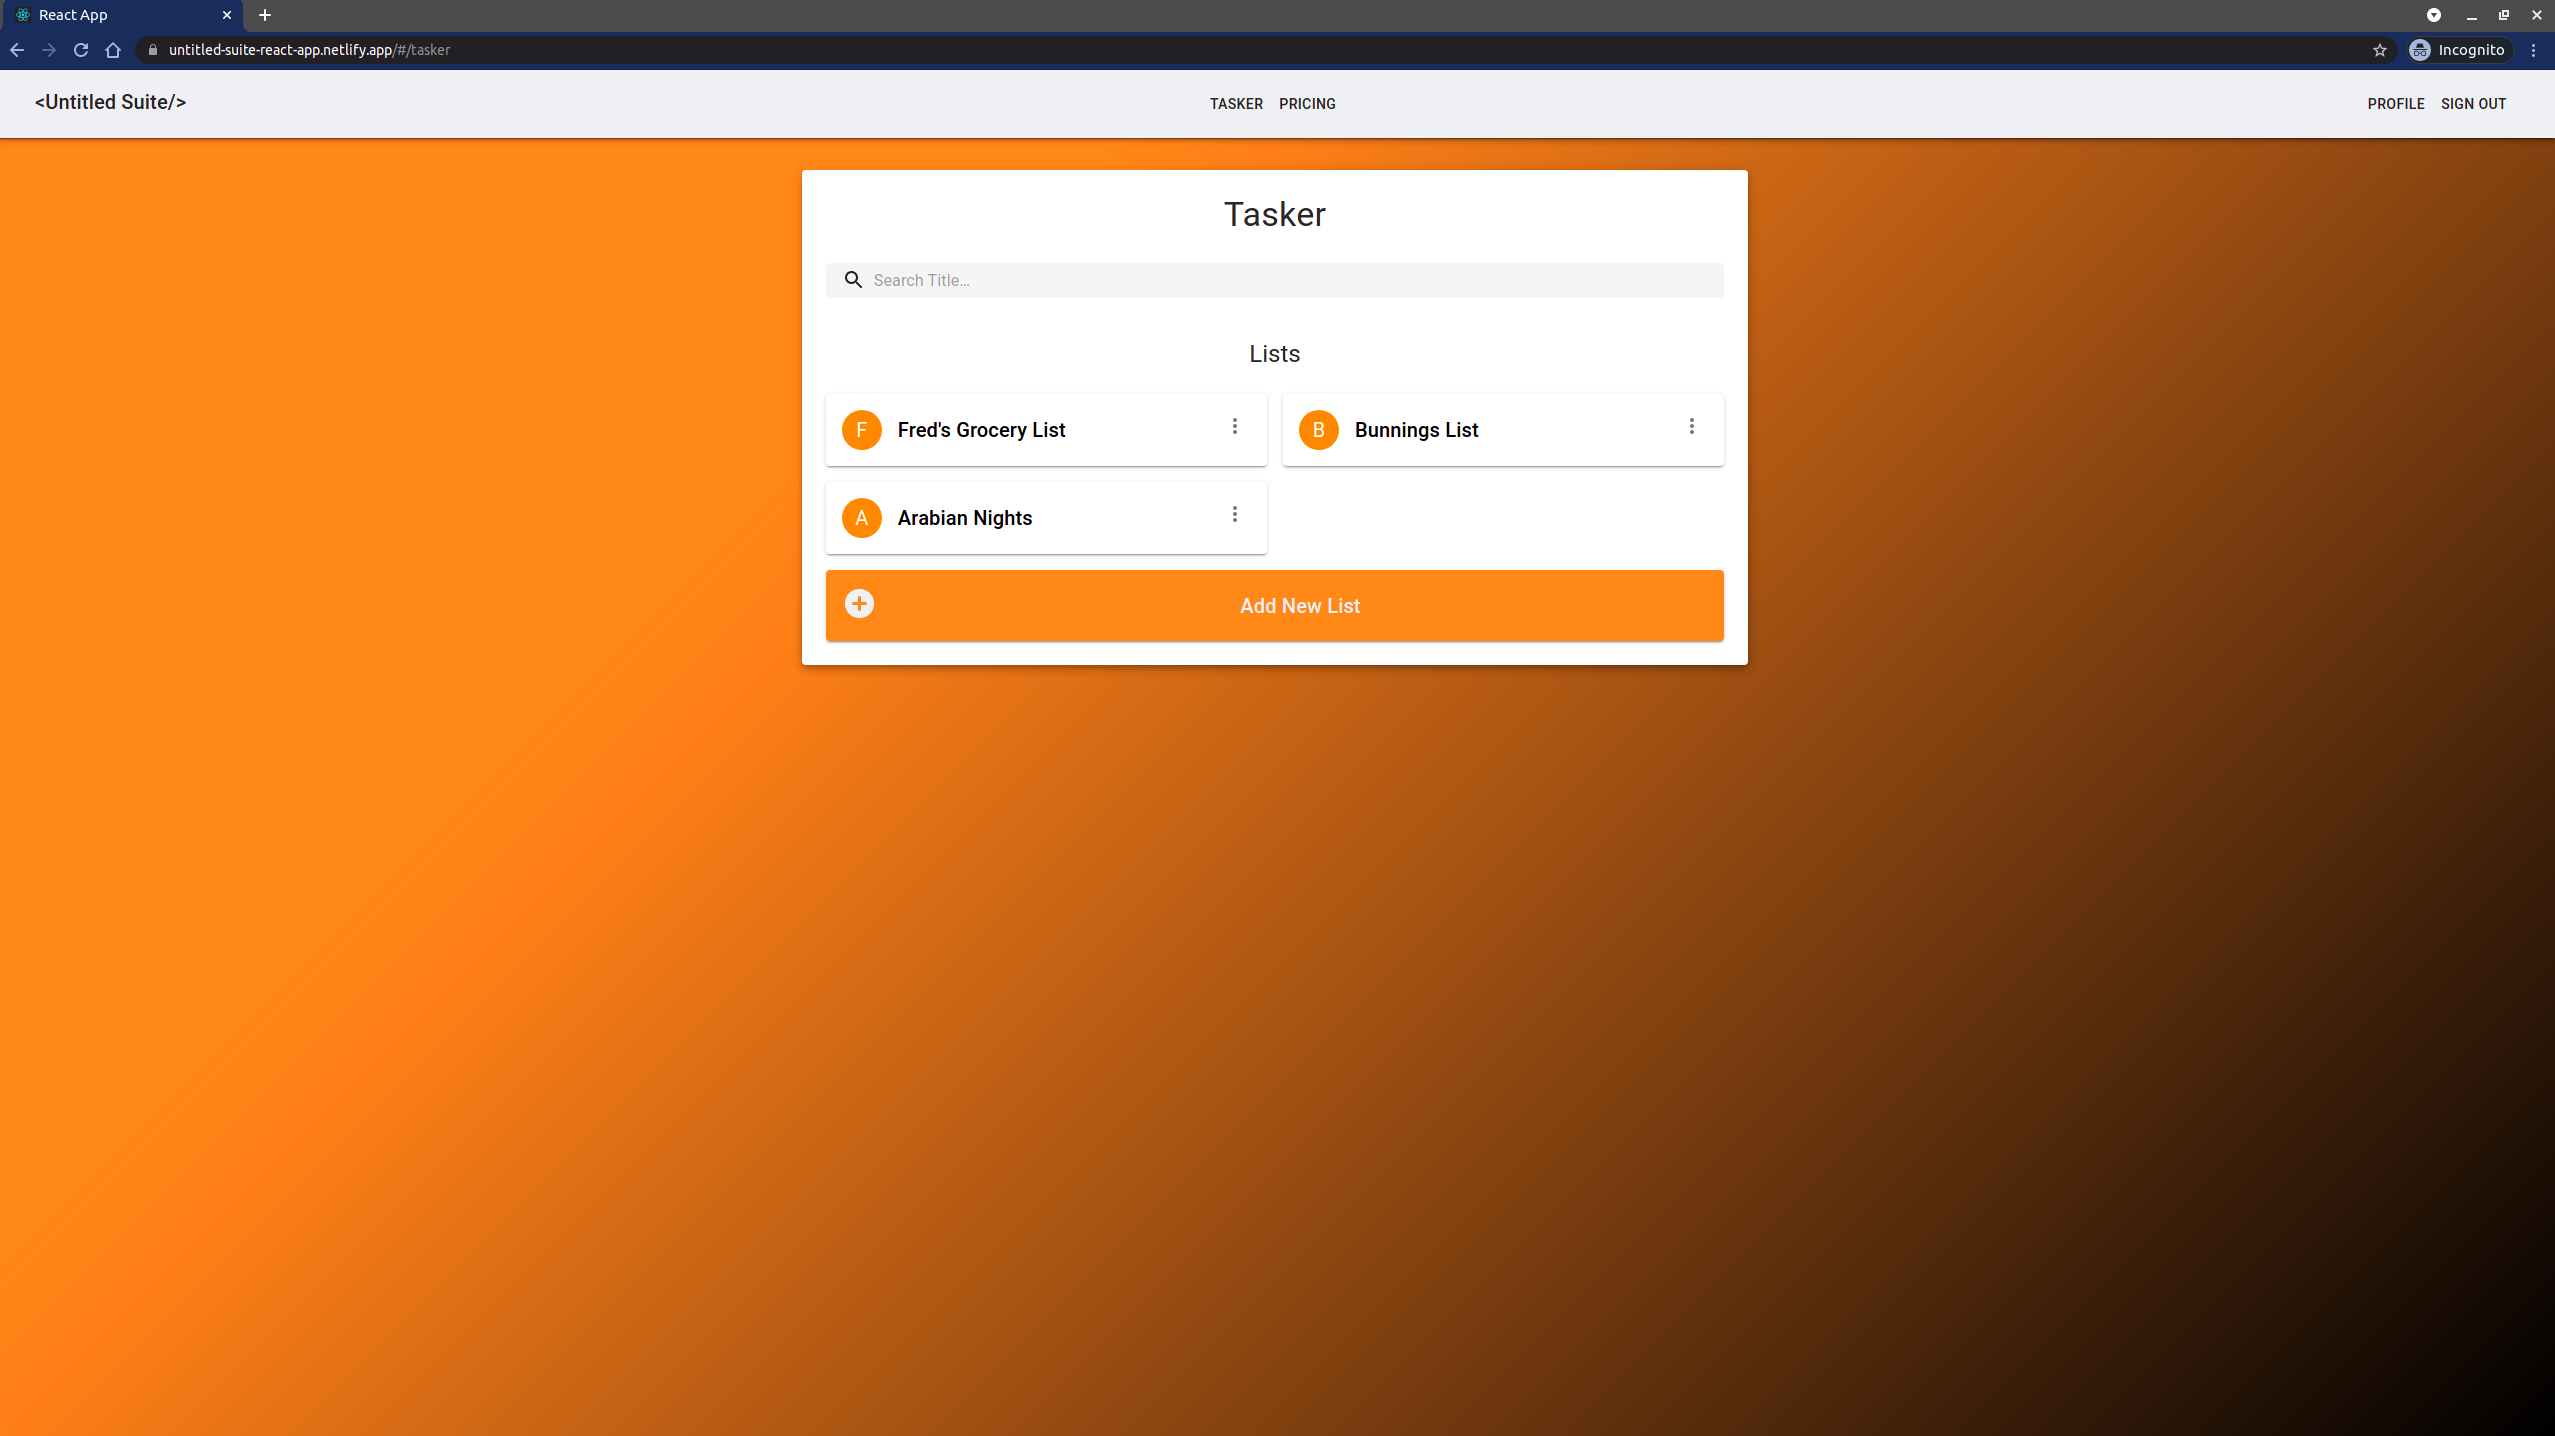 React App
untitled-suite-react-app.netlify.app/#/tasker
Incognito
<Untitled Suite/>
TASKER PRICING
PROFILE SIGN OUT
Tasker
Search Title...
Lists
F Fred's Grocery List
B Bunnings List
A Arabian Nights
Add New List